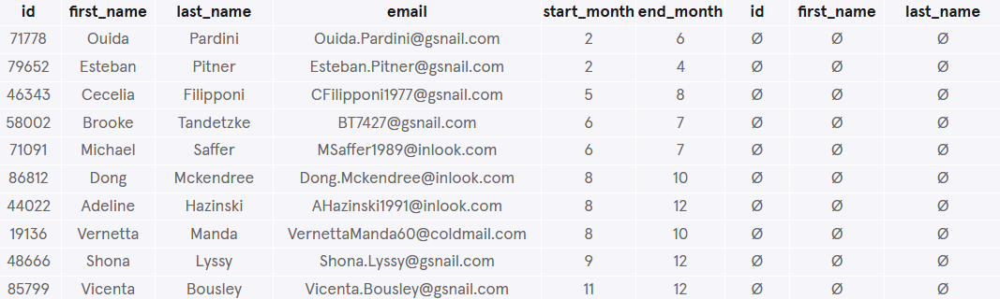 id first_name last_name email start_month end_month id first_name last_name
71778 Ouida Pardini Ouida.Pardini@gsnail.com 2 6 Ø Ø Ø
79652 Esteban Pitner Esteban.Pitner@gsnail.com 2 4 Ø Ø Ø
46343 Cecelia Filipponi CFilipponi1977@gsnail.com 5 8 Ø Ø Ø
58002 Brooke Tandetzke BT7427@gsnail.com 6 7 Ø Ø Ø
71091 Michael Saffer MSaffer1989@inlook.com 6 7 Ø Ø Ø
86812 Dong Mckendree Dong.Mckendree@inlook.com 8 10 Ø Ø Ø
44022 Adeline Hazinski AHazinski1991@inlook.com 8 12 Ø Ø Ø
19136 Vernetta Manda VernettaManda60@coldmail.com 8 10 Ø Ø Ø
48666 Shona Lyssy Shona.Lyssy@gsnail.com 9 12 Ø Ø Ø
85799 Vicenta Bousley Vicenta.Bousley@gsnail.com 11 12 Ø Ø Ø